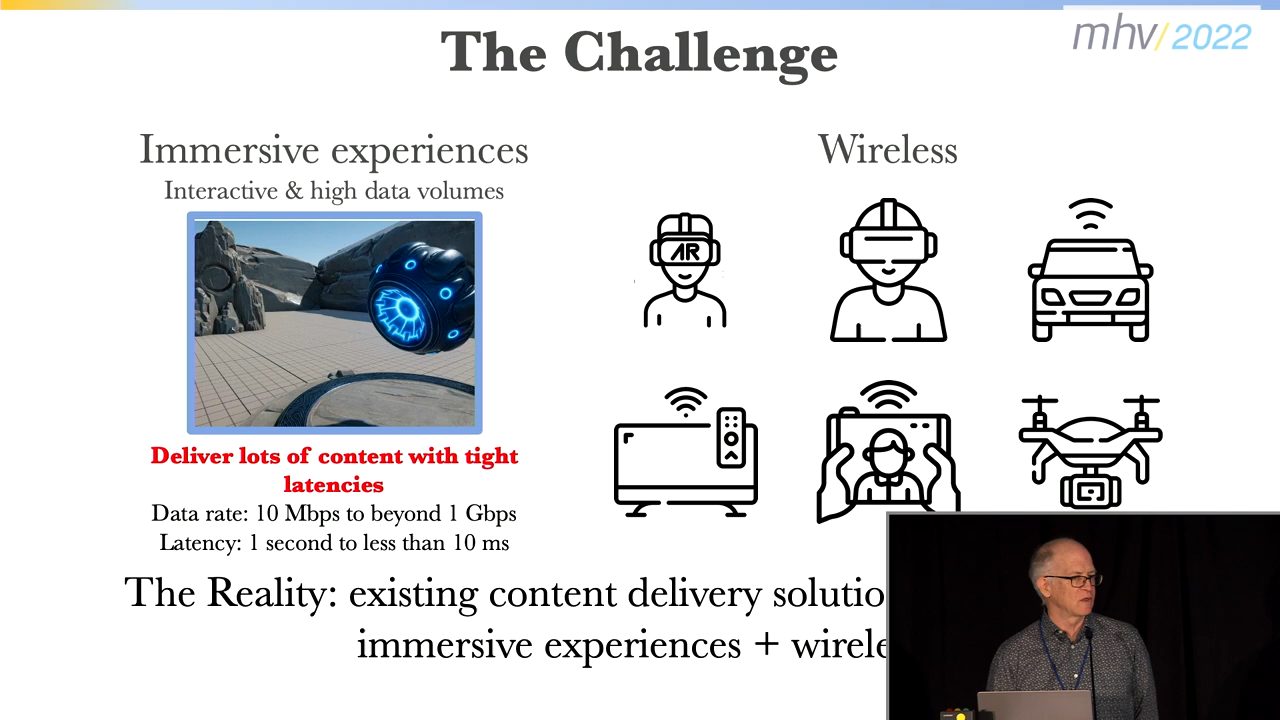 The Challenge
mhv/2022
Immersive experiences
Interactive & high data volumes
Wireless
AR
Deliver lots of content with tight
latencies
Data rate: 10 Mbps to beyond 1 Gbps
Latency: 1 second to less than 10 ms
The Reality: existing content delivery
immersive experiences +